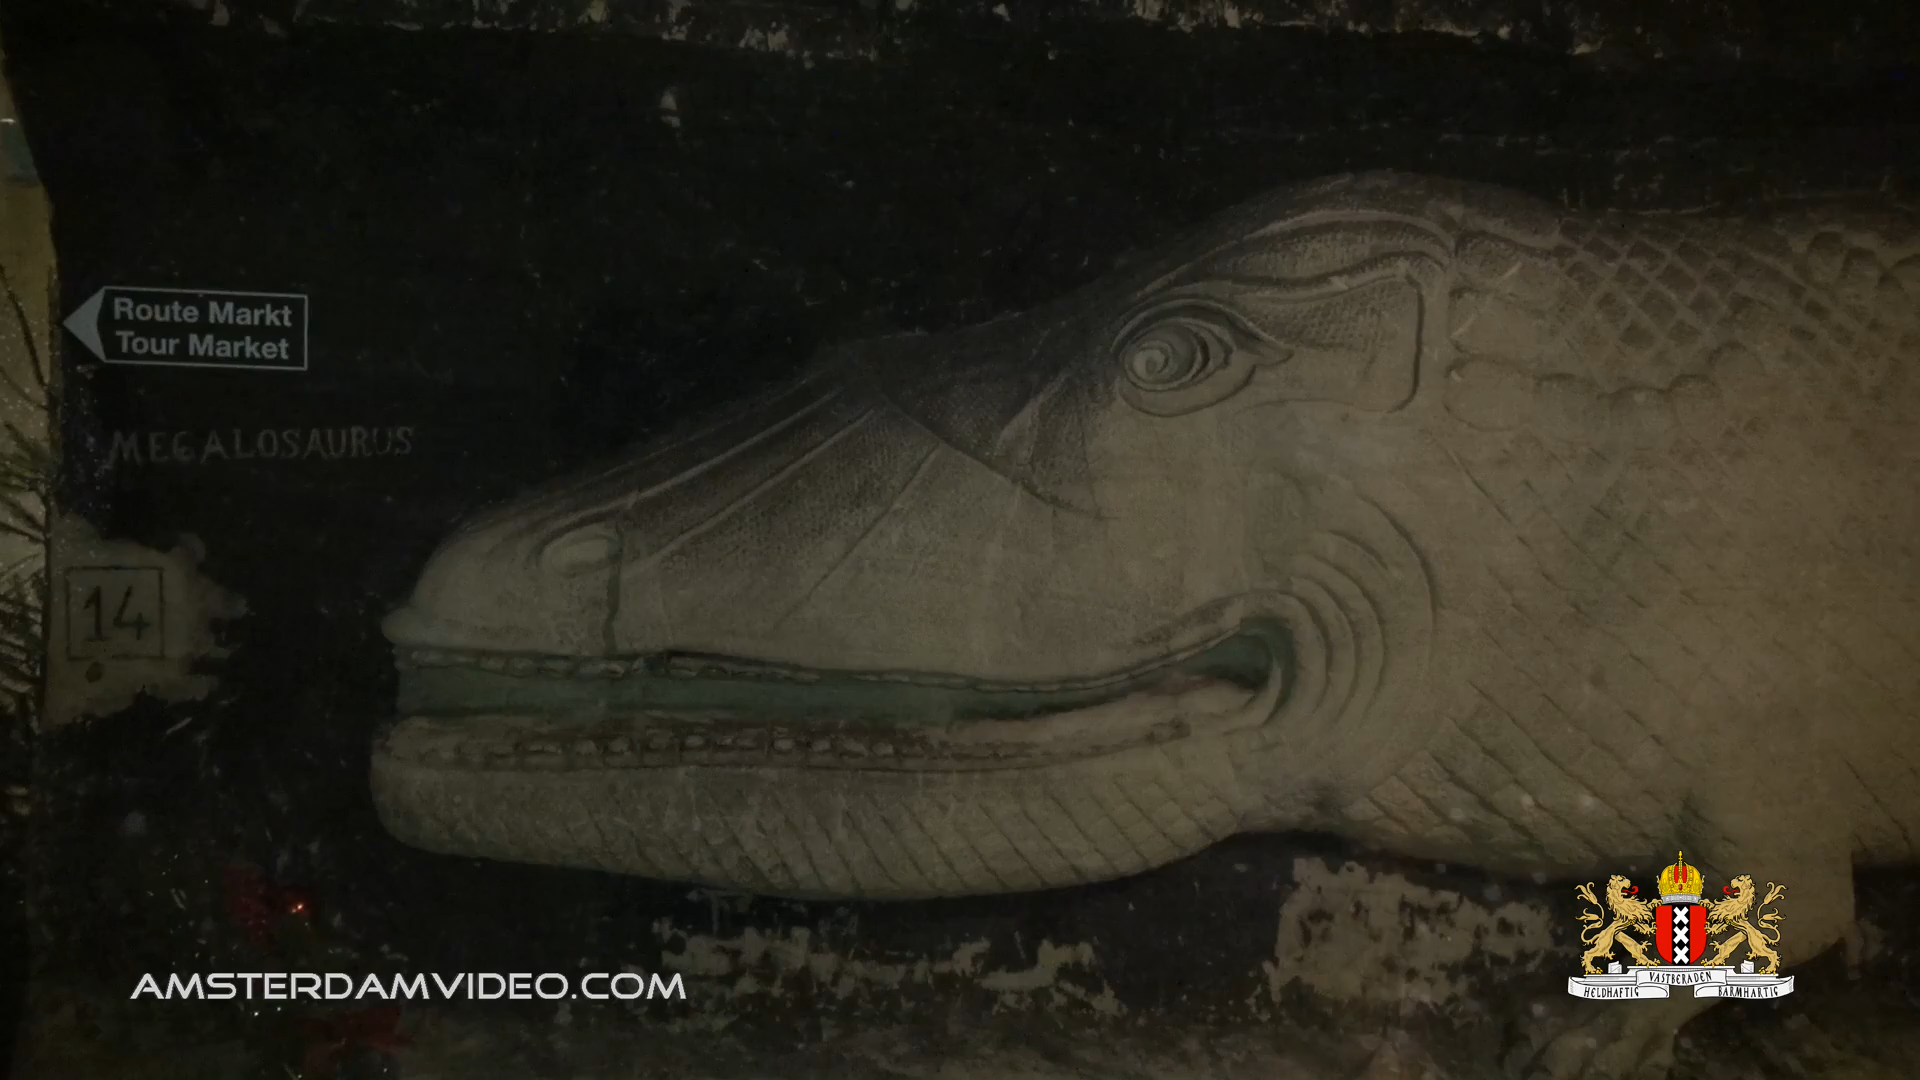 Route Markt
Tour Market
MEGALOSAURUS
14
AMSTERDAMVIDEO.COM
VASTBERADEN
HELDHAFTIG
BARMHARTIG